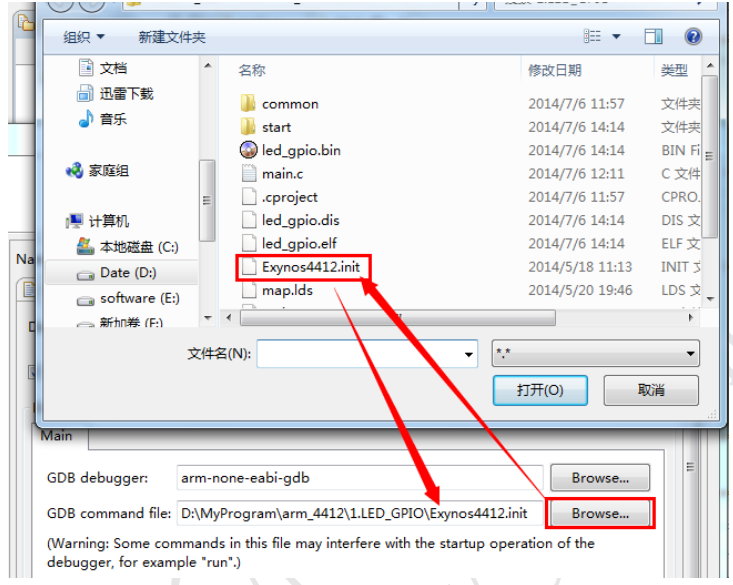 组织 ▼ 新建文件夹
文档
迅雷下载
音乐
家庭组
计算机
本地磁盘 (C:)
Date (D:)
software (E:)
新加卷 (F:)
名称 修改日期 类型
common 2014/7/6 11:57 文件夹
start 2014/7/6 14:14 文件夹
led_gpio.bin 2014/7/6 14:14 BIN Fi
main.c 2014/7/6 12:11 C 文件
.cproject 2014/7/6 11:57 CPRO.
led_gpio.dis 2014/7/6 14:14 DIS 文
led_gpio.elf 2014/7/6 14:14 ELF 文
Exynos4412.init 2014/5/18 11:13 INIT 文
map.lds 2014/5/20 19:46 LDS 文
文件名(N): *.*
打开(O) 取消
Na
Main
GDB debugger: arm-none-eabi-gdb Browse...
GDB command file: D:\MyProgram\arm_4412\1.LED_GPIO\Exynos4412.init Browse...
(Warning: Some commands in this file may interfere with the startup operation of the
debugger, for example "run".)